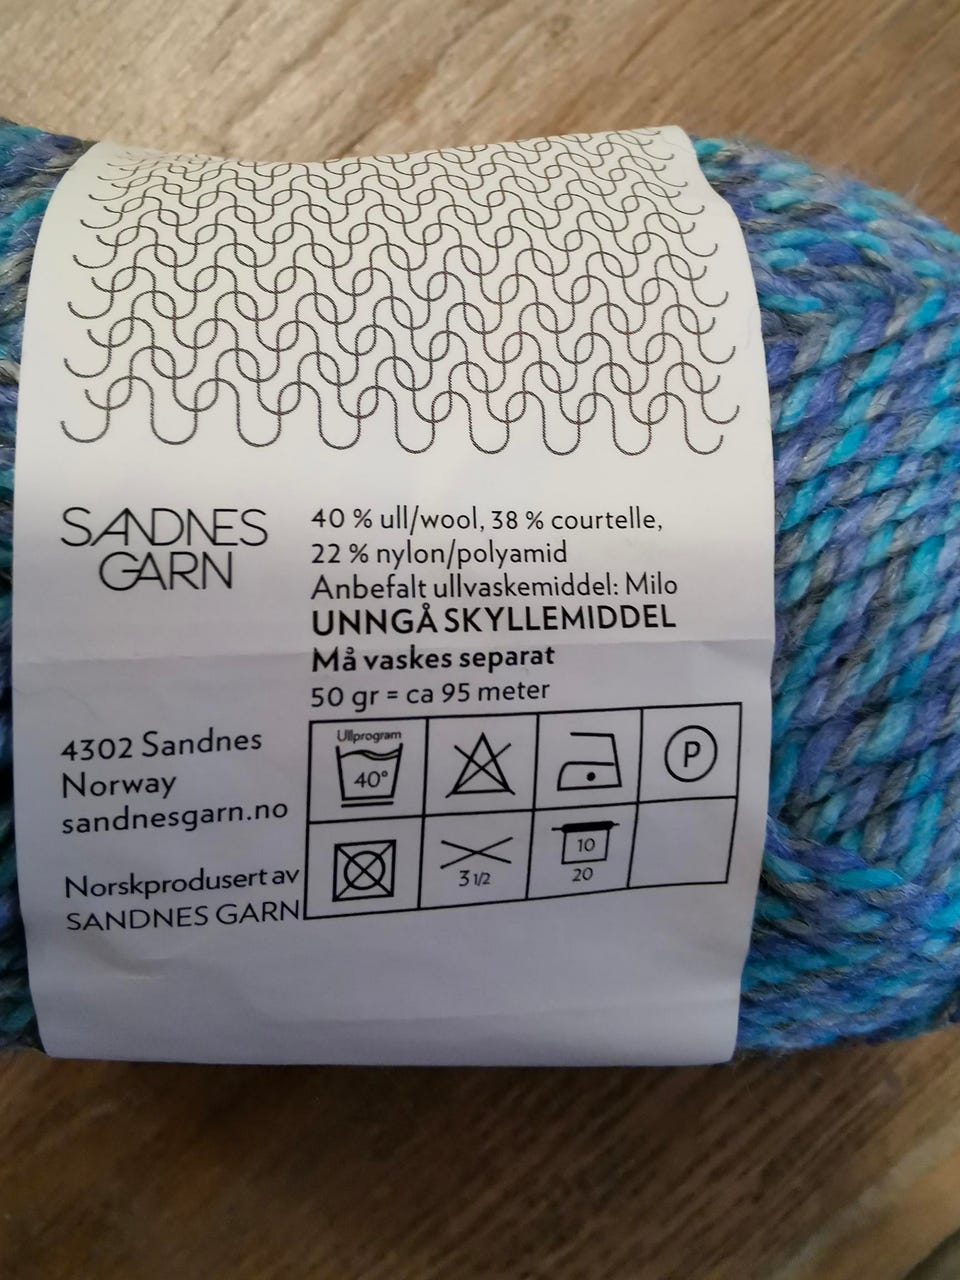 SANDNES
GARN
40 % ull/wool, 38 % courtelle,
22 % nylon/polyamid
Anbefalt ullvaskemiddel: Milo
UNNGÅ SKYLLEMIDDEL
Må vaskes separat
50 gr = ca 95 meter
4302 Sandnes
Norway
sandnesgarn.no
Norskprodusert av
SANDNES GARN
Ullprogram
40°
P
3 1/2
10
20